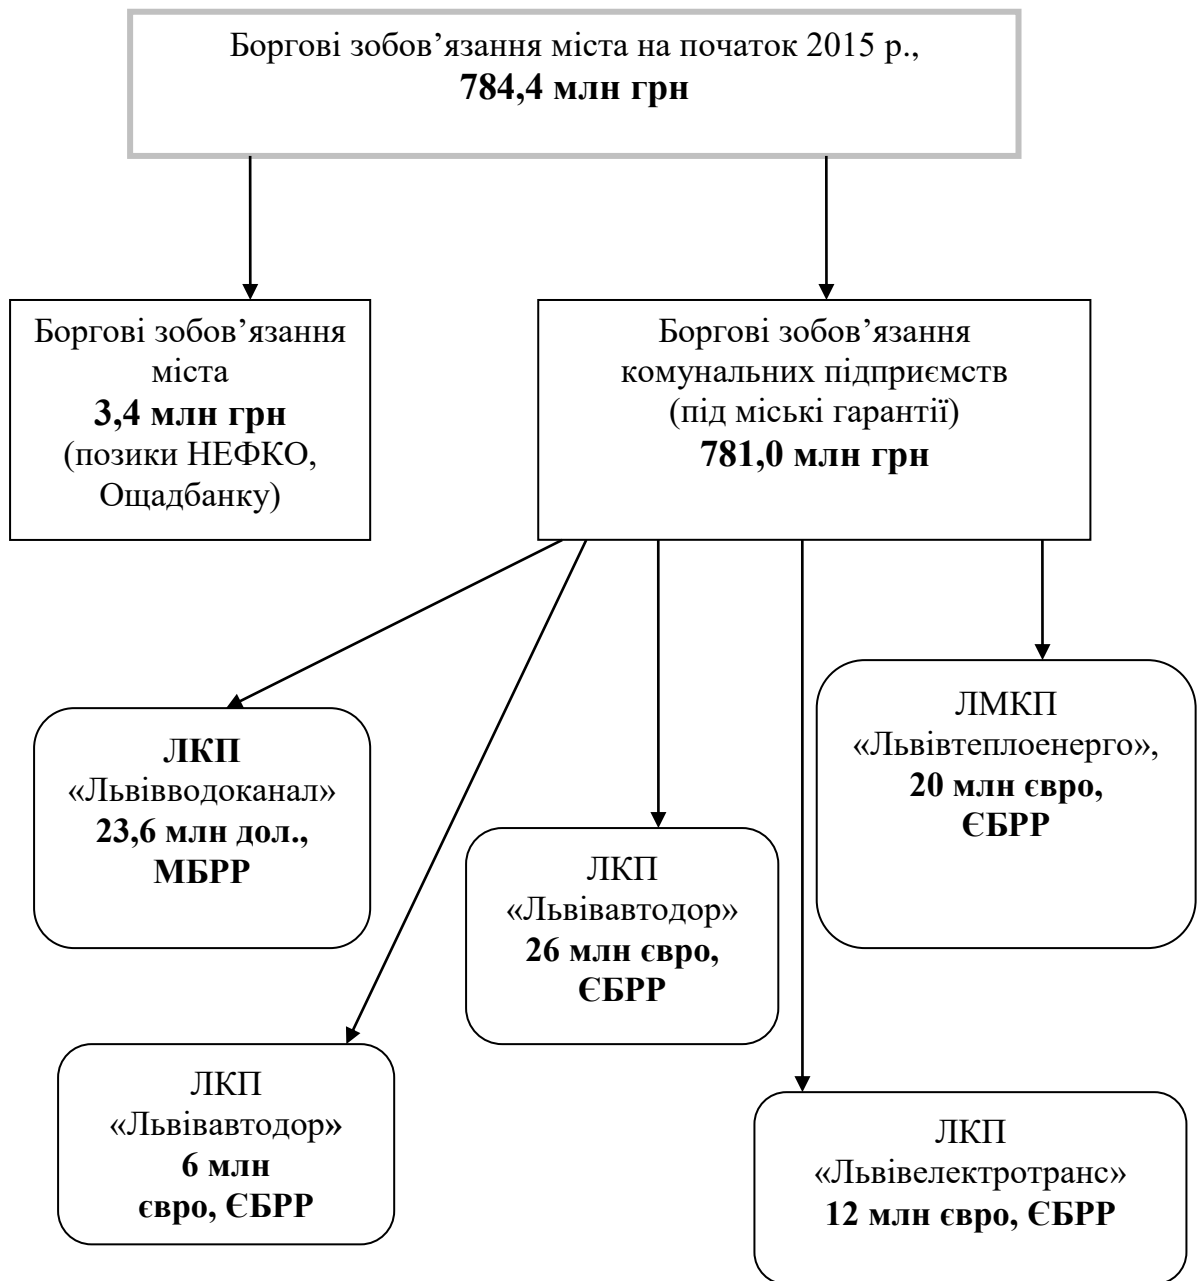 Боргові зобов’язання міста на початок 2015 р.,
784,4 млн грн
Боргові зобов’язання
міста
3,4 млн грн
(позики НЕФКО,
Ощадбанку)
Боргові зобов’язання
комунальних підприємств
(під міські гарантії)
781,0 млн грн
ЛКП
«Львівводоканал»
23,6 млн дол.,
МБРР
ЛМКП
«Львівтеплоенерго»,
20 млн євро,
ЄБРР
ЛКП
«Львівавтодор»
26 млн євро,
ЄБРР
ЛКП
«Львівавтодор»
6 млн
євро, ЄБРР
ЛКП
«Львівелектротранс»
12 млн євро, ЄБРР